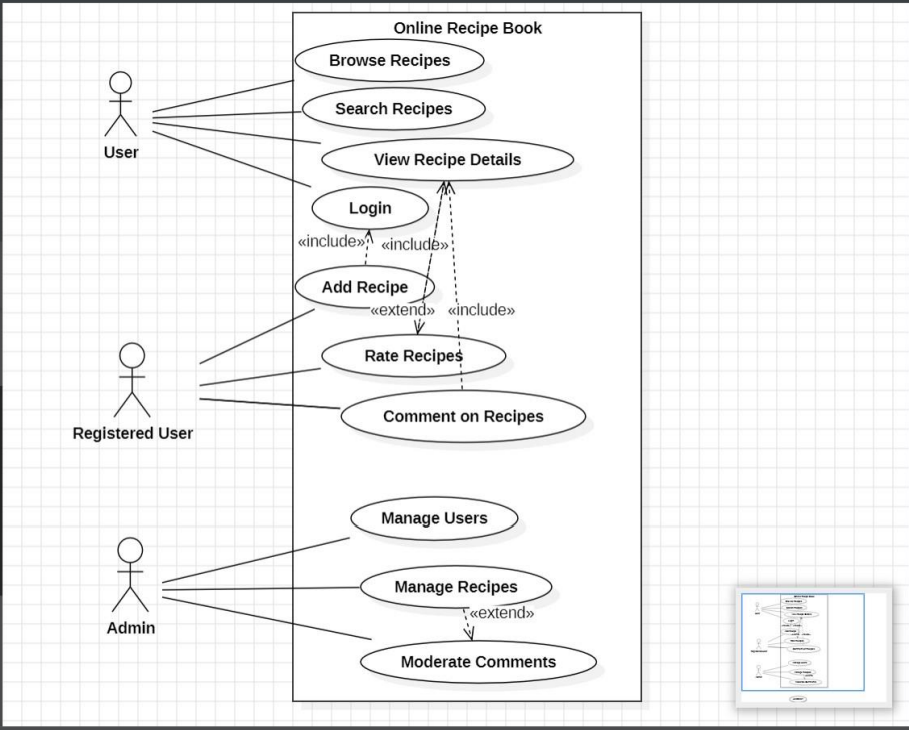 Online Recipe Book
Browse Recipes
Search Recipes
View Recipe Details
User
Login
«include»
«include»
Add Recipe
«extend»
«include»
Rate Recipes
Comment on Recipes
Registered User
Manage Users
Manage Recipes
«extend»
Admin
Moderate Comments